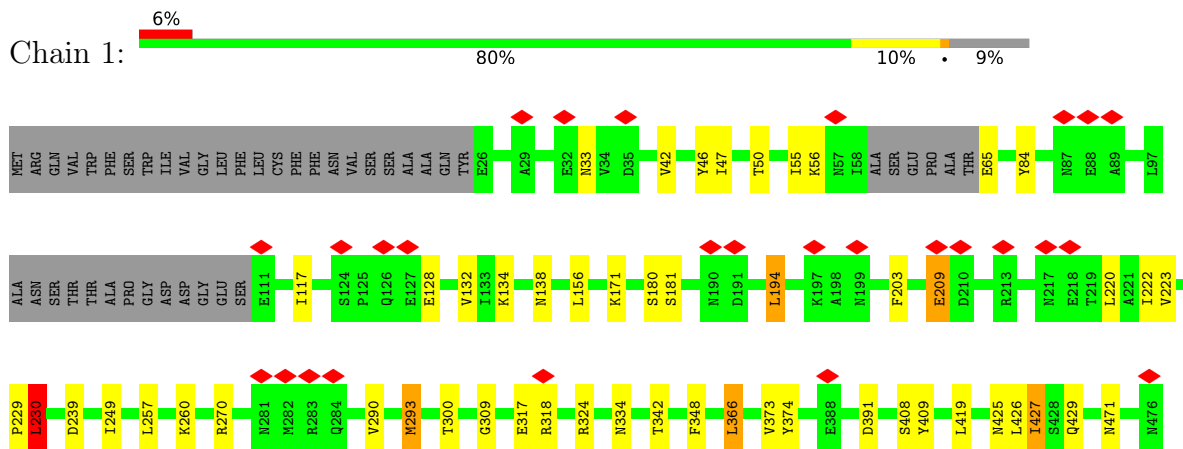 6%
Chain 1:
80% 10% • 9%
MET ARG GLN VAL TRP PHE SER TRP ILE VAL GLY LEU PHE LEU CYS PHE PHE ASN VAL SER SER ALA ALA GLN TYR E26 A29 E32 N33 V34 D35 V42 Y46 I47 T50 I55 K56 N57 I58 ALA SER GLU PRO ALA THR E65 Y84 N87 E88 A89 L97
ALA ASN SER THR THR ALA PRO GLY ASP ASP GLY GLU SER E111 I117 S124 P125 Q126 E127 E128 V132 I133 K134 N138 L156 K171 S180 S181 N190 D191 L194 K197 A198 N199 F203 E209 D210 R213 N217 E218 T219 L220 A221 I222 V223
P229 L230 D239 I249 L257 K260 R270 N281 M282 R283 Q284 V290 M293 T300 G309 E317 R318 R324 N334 T342 F348 L366 V373 Y374 E388 D391 S408 Y409 L419 N425 L426 I427 S428 Q429 N471 N476